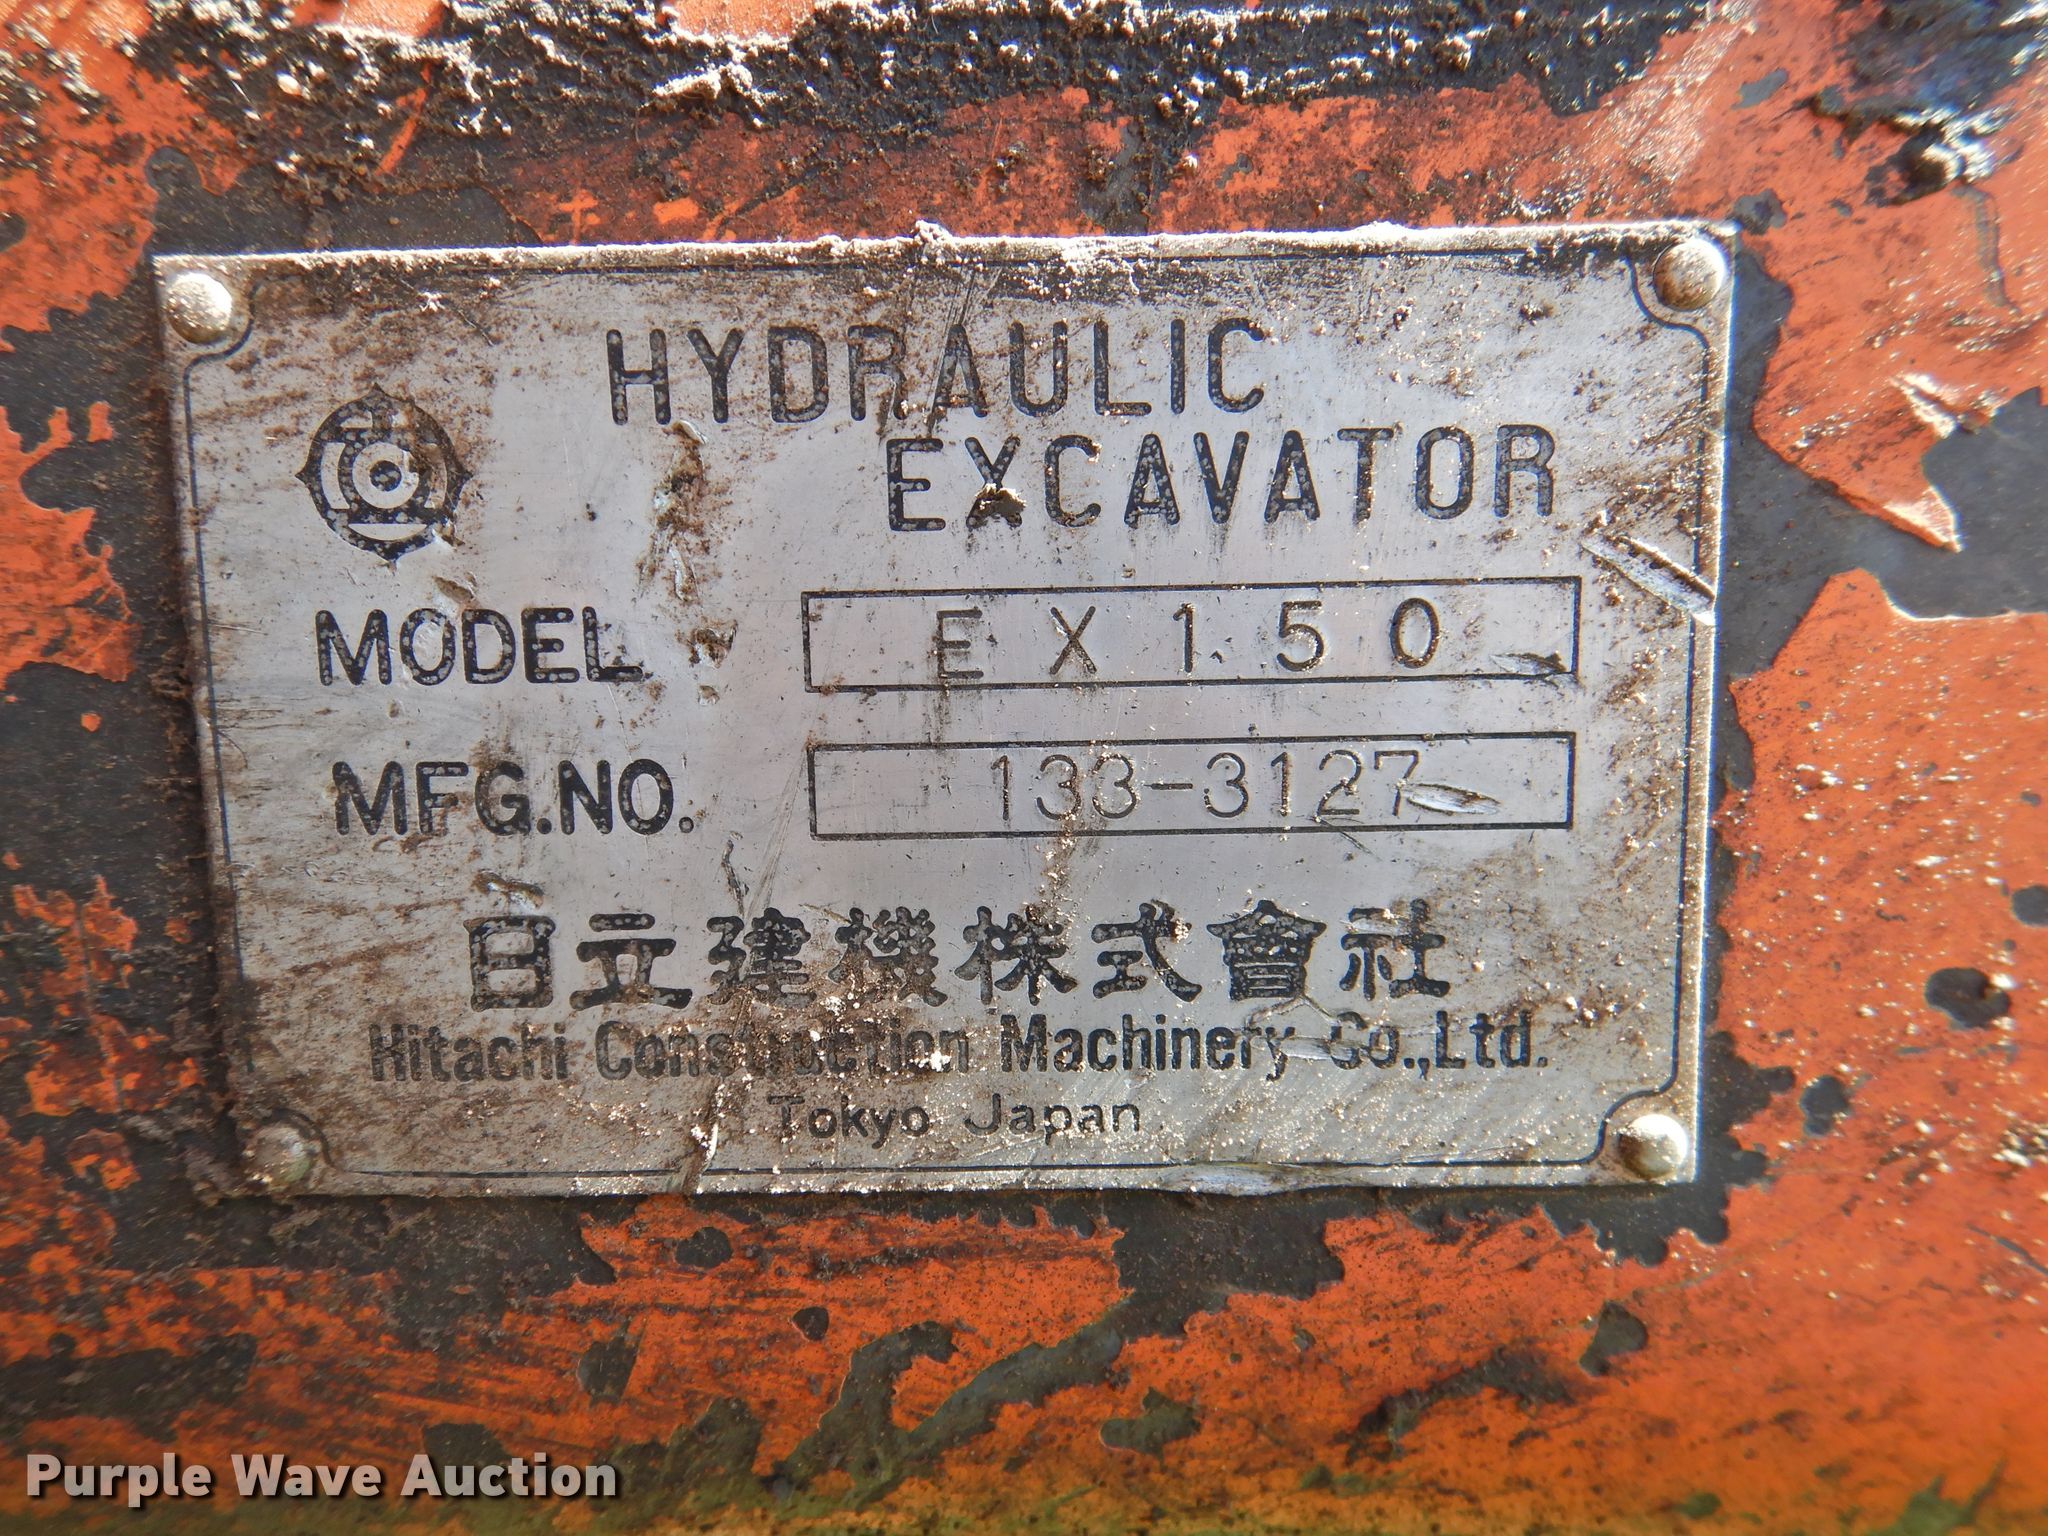 HYDRAULIC
EXCAVATOR
MODEL EX150
MFG.NO. 133-3127
日立建機株式會社
Hitachi Construction Machinery Co.,Ltd.
Tokyo Japan
Purple Wave Auction